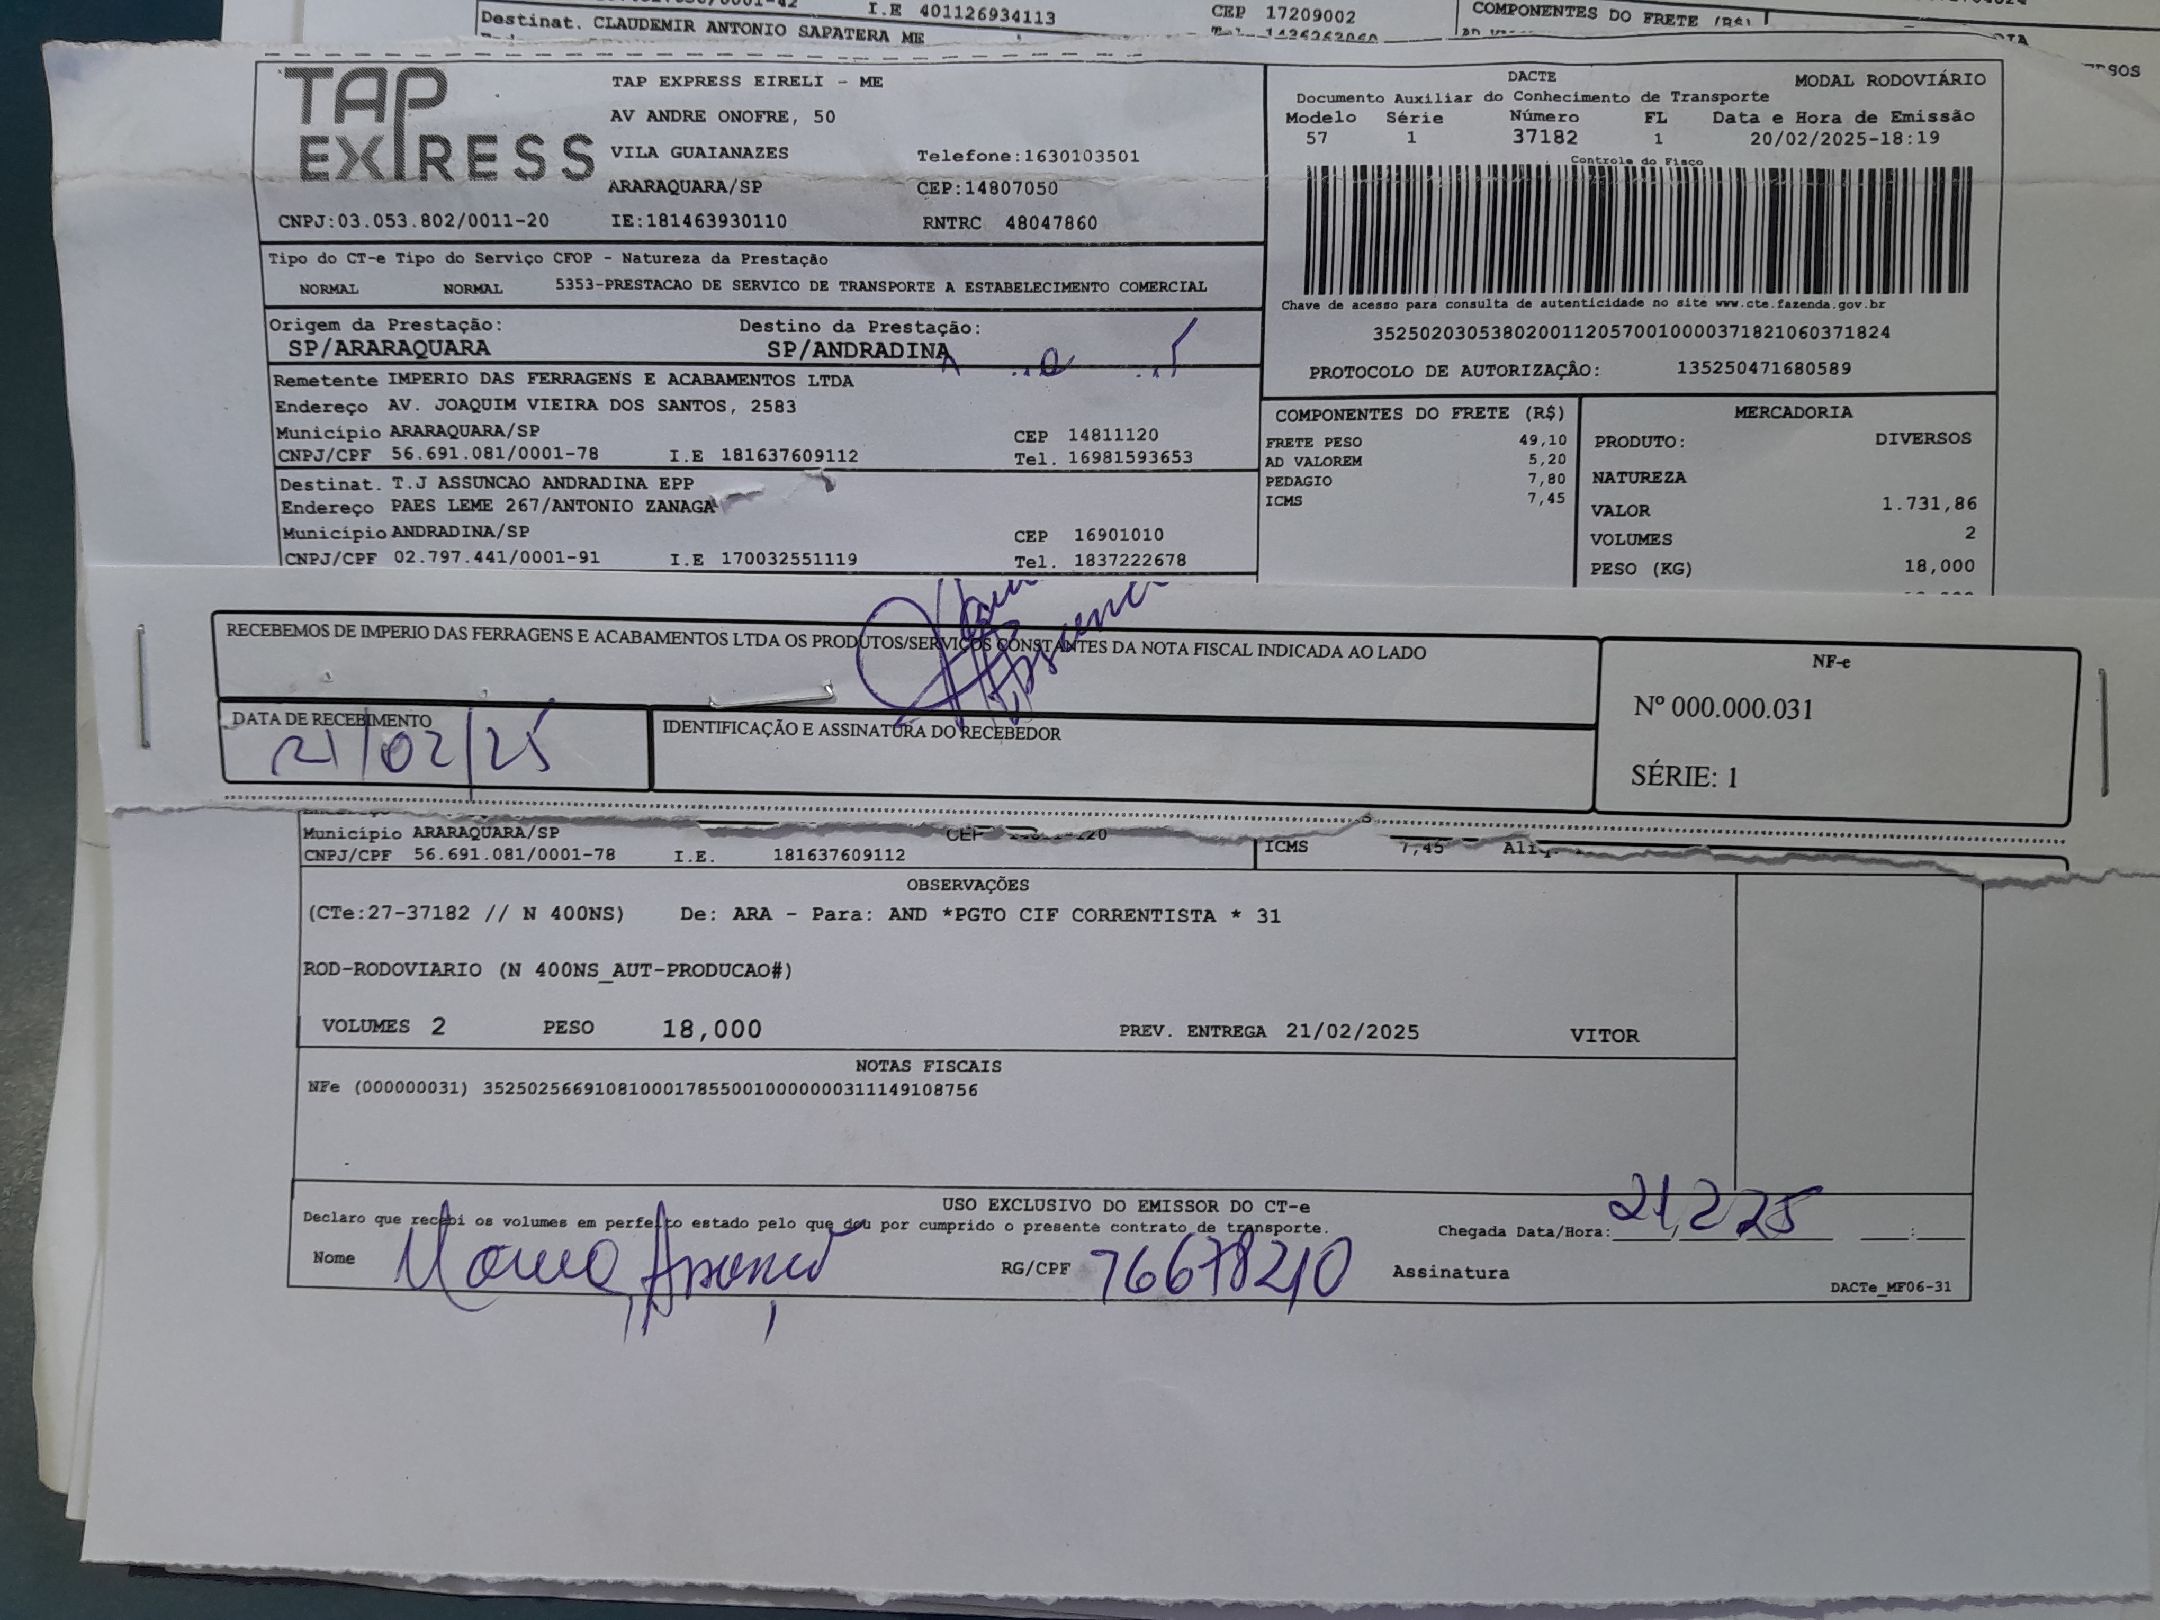 I.E 401126934113
CEP 17209002
COMPONENTES DO FRETE (R$)
Destinat. CLAUDEMIR ANTONIO SAPATERA ME
TAP EXPRESS
TAP EXPRESS EIRELI - ME
AV ANDRE ONOFRE, 50
VILA GUAIANAZES Telefone:1630103501
ARARAQUARA/SP CEP:14807050
CNPJ:03.053.802/0011-20 IE:181463930110 RNTRC 48047860
DACTE MODAL RODOVIÁRIO
Documento Auxiliar do Conhecimento de Transporte
Modelo Série Número FL Data e Hora de Emissão
57 1 37182 1 20/02/2025-18:19
Controle do Fisco
Chave de acesso para consulta de autenticidade no site www.cte.fazenda.gov.br
35250203053802001120570010000371821060371824
PROTOCOLO DE AUTORIZAÇÂO: 135250471680589
Tipo do CT-e Tipo do Serviço CFOP - Natureza da Prestação
NORMAL NORMAL 5353-PRESTACAO DE SERVICO DE TRANSPORTE A ESTABELECIMENTO COMERCIAL
Origem da Prestação: Destino da Prestação:
SP/ARARAQUARA SP/ANDRADINA
Remetente IMPERIO DAS FERRAGENS E ACABAMENTOS LTDA
Endereço AV. JOAQUIM VIEIRA DOS SANTOS, 2583
Município ARARAQUARA/SP CEP 14811120
CNPJ/CPF 56.691.081/0001-78 I.E 181637609112 Tel. 16981593653
Destinat. T.J ASSUNCAO ANDRADINA EPP
Endereço PAES LEME 267/ANTONIO ZANAGA
Município ANDRADINA/SP CEP 16901010
CNPJ/CPF 02.797.441/0001-91 I.E 170032551119 Tel. 1837222678
COMPONENTES DO FRETE (R$)
FRETE PESO 49,10
AD VALOREM 5,20
PEDAGIO 7,80
ICMS 7,45
MERCADORIA
PRODUTO: DIVERSOS
NATUREZA
VALOR 1.731,86
VOLUMES 2
PESO (KG) 18,000
RECEBEMOS DE IMPERIO DAS FERRAGENS E ACABAMENTOS LTDA OS PRODUTOS/SERVIÇOS CONSTANTES DA NOTA FISCAL INDICADA AO LADO
DATA DE RECEBIMENTO
21/02/25
IDENTIFICAÇÃO E ASSINATURA DO RECEBEDOR
NF-e
Nº 000.000.031
SÉRIE: 1
Município ARARAQUARA/SP CEP
CNPJ/CPF 56.691.081/0001-78 I.E. 181637609112
ICMS 7,45
OBSERVAÇÕES
(CTe:27-37182 // N 400NS) De: ARA - Para: AND *PGTO CIF CORRENTISTA * 31
ROD-RODOVIARIO (N 400NS_AUT-PRODUCAO#)
VOLUMES 2 PESO 18,000 PREV. ENTREGA 21/02/2025 VITOR
NOTAS FISCAIS
NFe (000000031) 35250256691081000178550010000000311149108756
USO EXCLUSIVO DO EMISSOR DO CT-e
Declaro que recebi os volumes em perfeito estado pelo que dou por cumprido o presente contrato de transporte.
Chegada Data/Hora: 21 2 25
Nome RG/CPF 76678210 Assinatura
DACTe_MF06-31